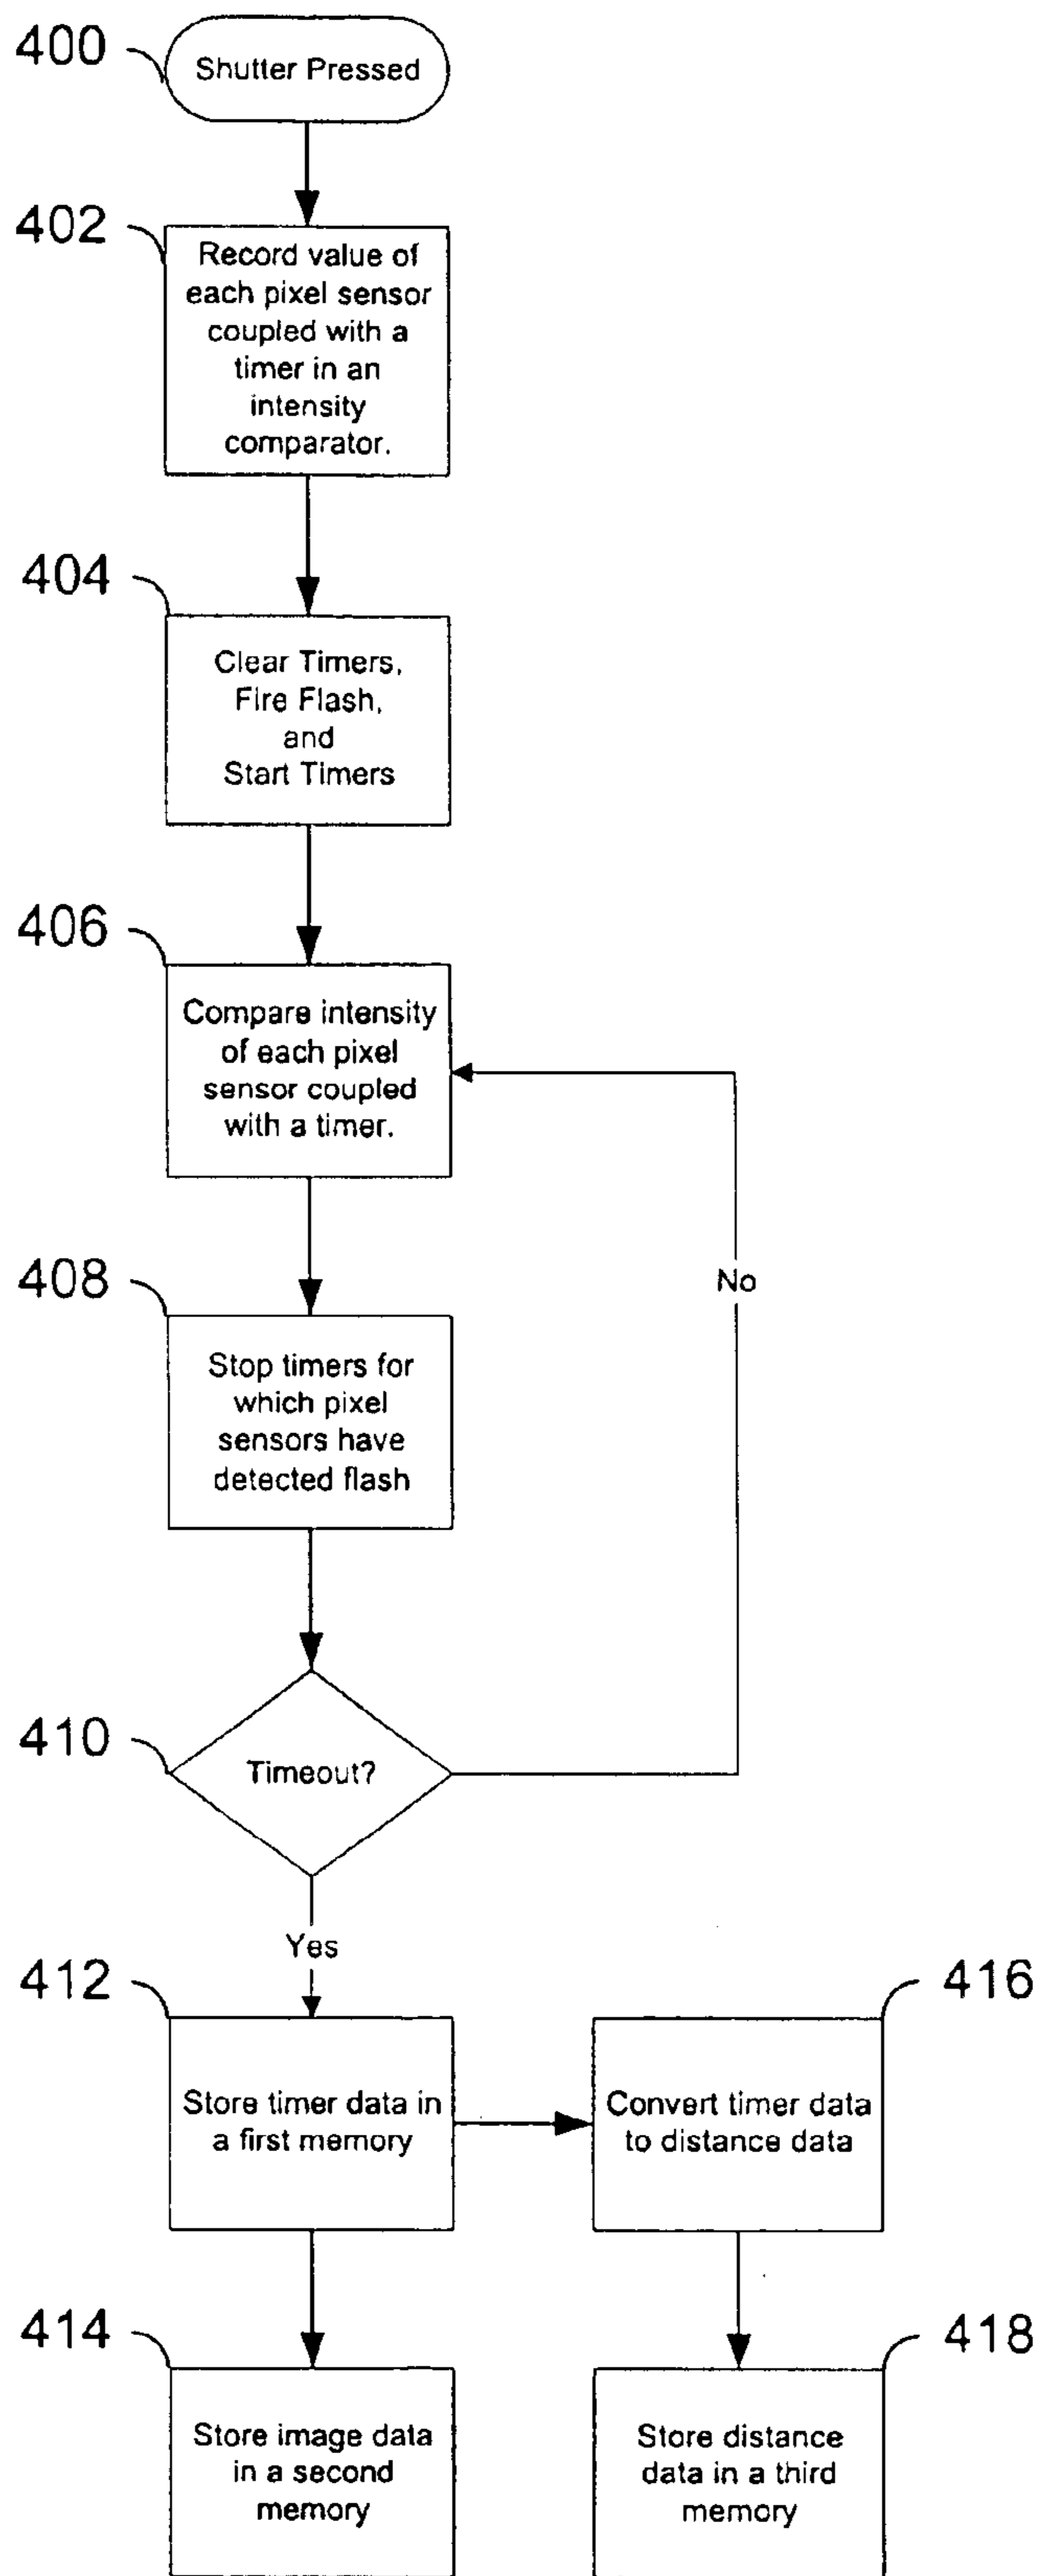 400
Shutter Pressed
402
Record value of
each pixel sensor
coupled with a
timer in an
intensity
comparator.
404
Clear Timers,
Fire Flash,
and
Start Timers
406
Compare intensity
of each pixel
sensor coupled
with a timer.
408
Stop timers for
which pixel
sensors have
detected flash
No
410
Timeout?
Yes
412
Store timer data in
a first memory
416
Convert timer data
to distance data
414
Store image data
in a second
memory
418
Store distance
data in a third
memory